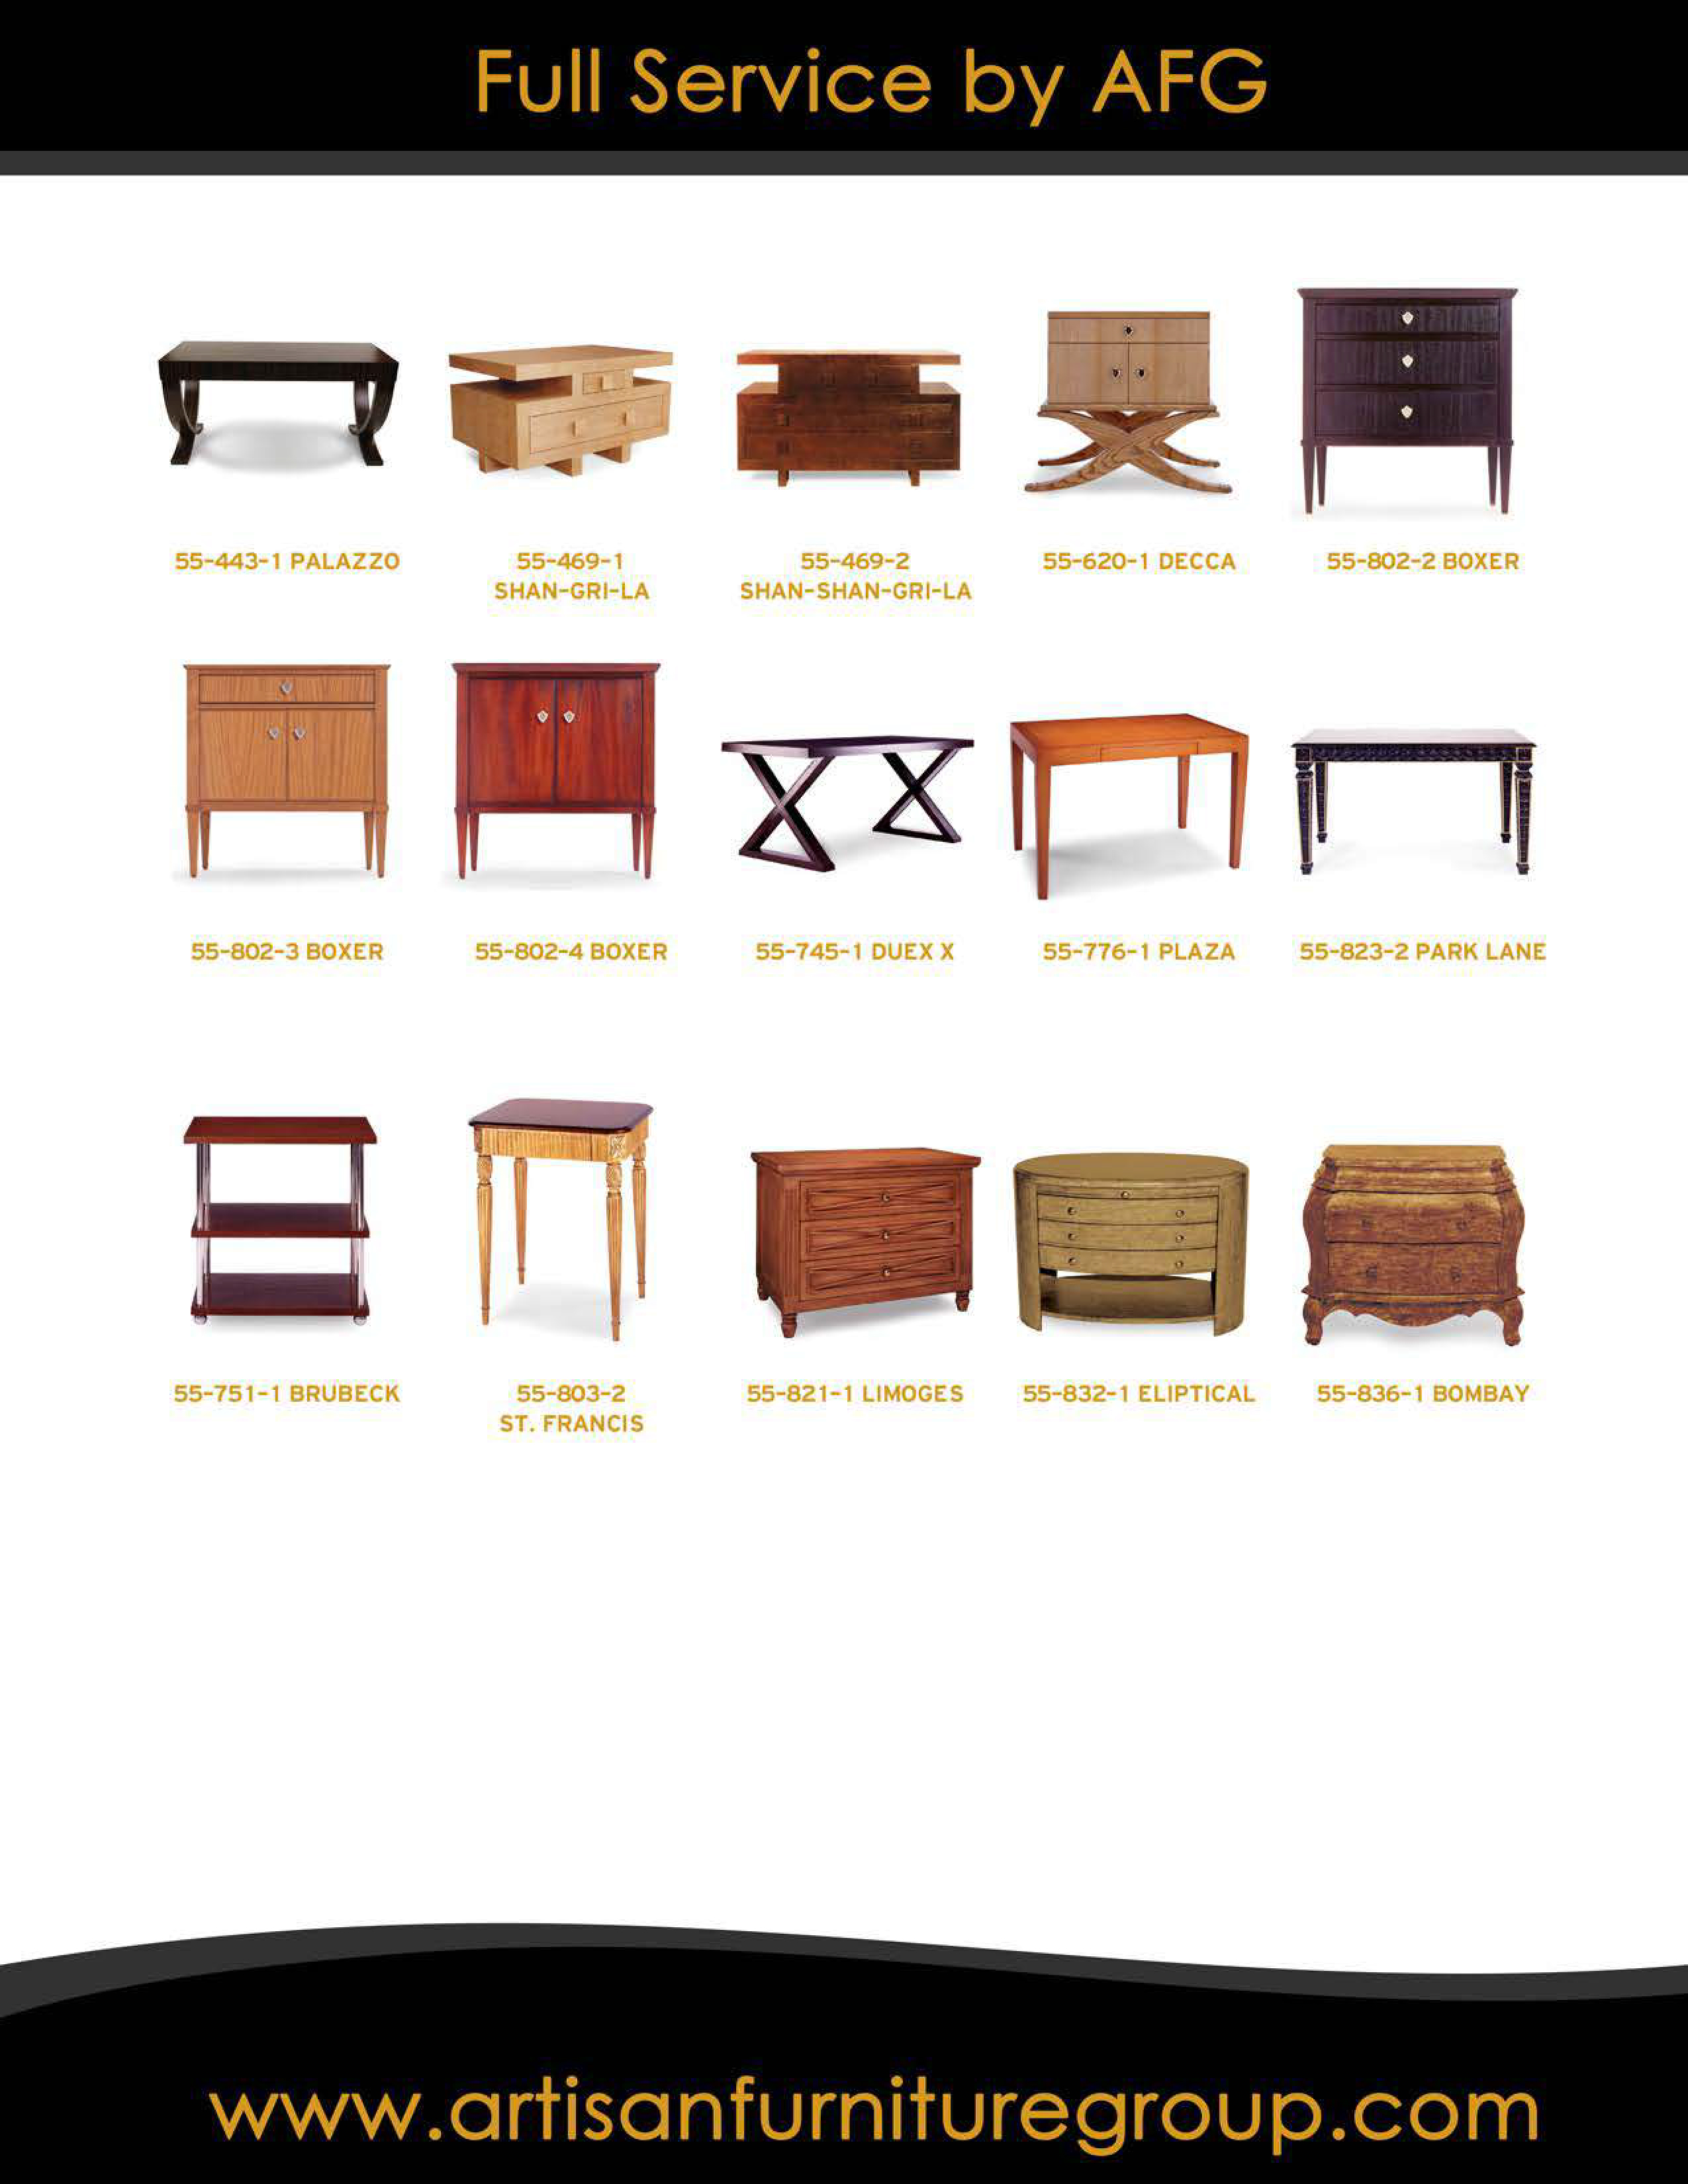 Full Service by AFG
55-443-1 PALAZZO
55-469-1
SHAN-GRI-LA
55-469-2
SHAN-SHAN-GRI-LA
55-620-1 DECCA
55-802-2 BOXER
55-802-3 BOXER
55-802-4 BOXER
55-745-1 DUEX X
55-776-1 PLAZA
55-823-2 PARK LANE
55-751-1 BRUBECK
55-803-2
ST. FRANCIS
55-821-1 LIMOGES
55-832-1 ELIPTICAL
55-836-1 BOMBAY
www.artisanfurnituregroup.com